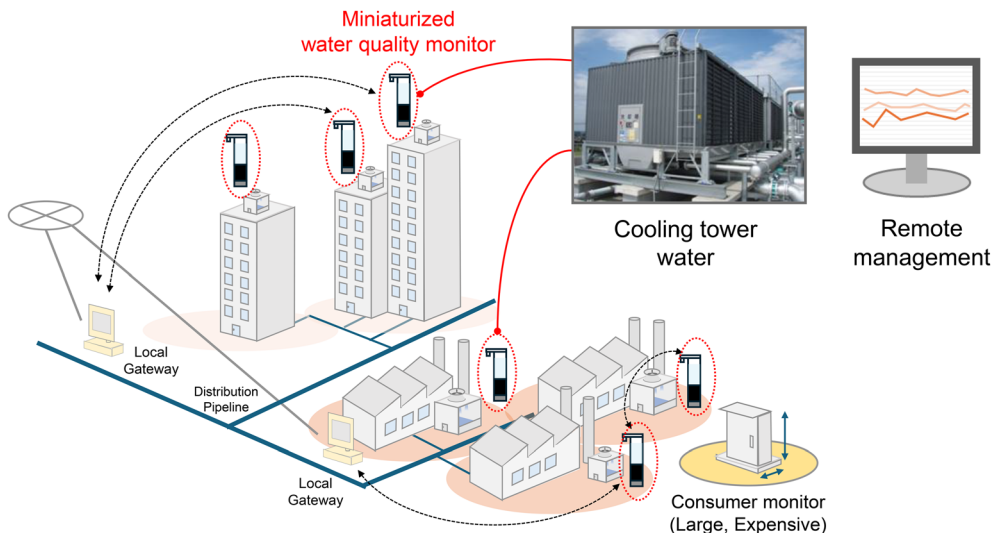 Miniaturized
water quality monitor
Cooling tower
water
Remote
management
Local
Gateway
Distribution
Pipeline
Local
Gateway
Consumer monitor
(Large, Expensive)